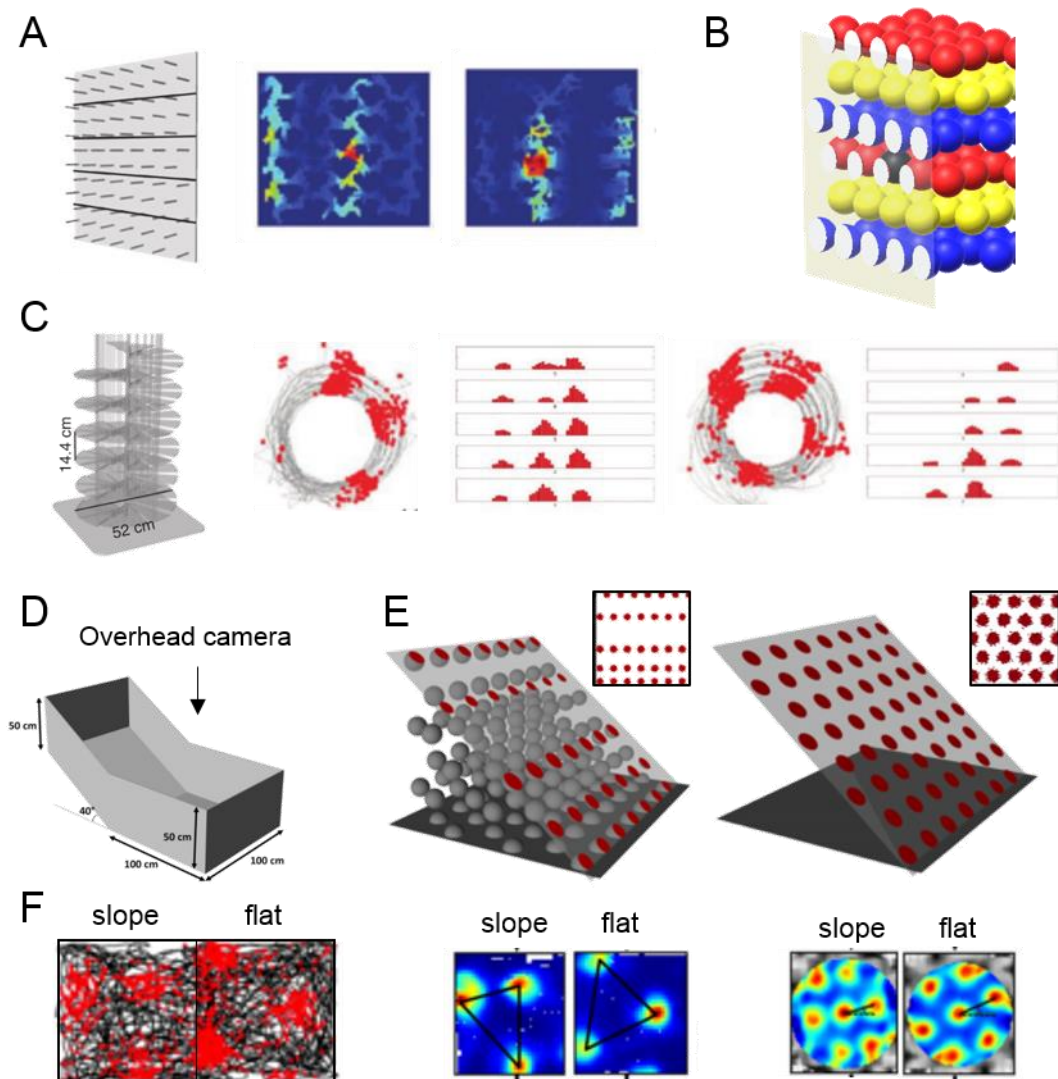 A
B
C
14.4 cm
52 cm
D
Overhead camera
50 cm
40°
100 cm
50 cm
100 cm
E
F
slope flat
slope flat
slope flat